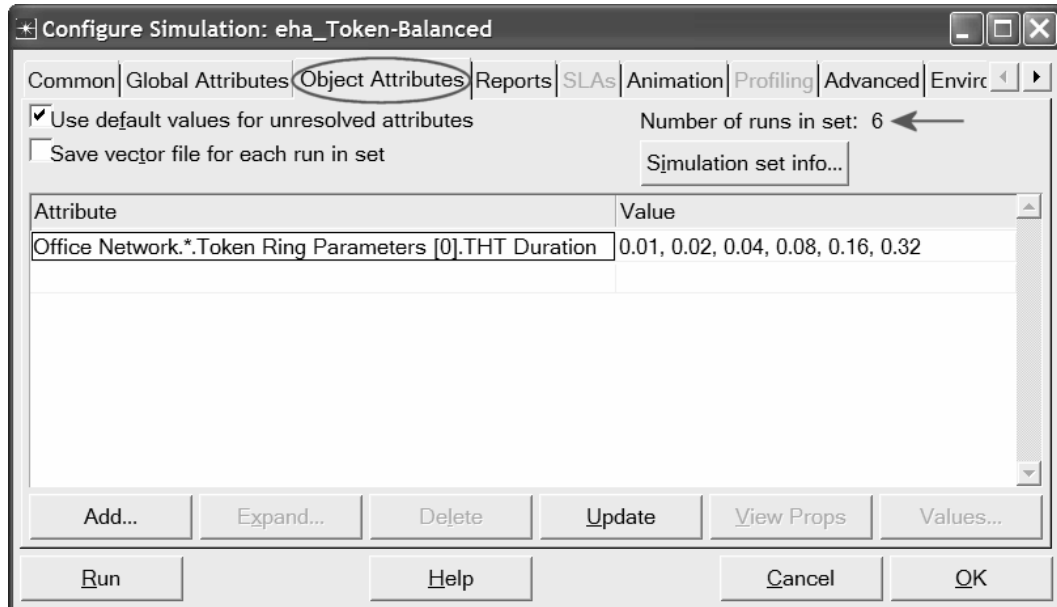 Configure Simulation: eha_Token-Balanced
Common Global Attributes Object Attributes Reports SLAs Animation Profiling Advanced Envirc
Use default values for unresolved attributes
Number of runs in set: 6
Save vector file for each run in set
Simulation set info...
Attribute Value
Office Network.*.Token Ring Parameters [0].THT Duration 0.01, 0.02, 0.04, 0.08, 0.16, 0.32
Add... Expand... Delete Update View Props Values...
Run Help Cancel OK